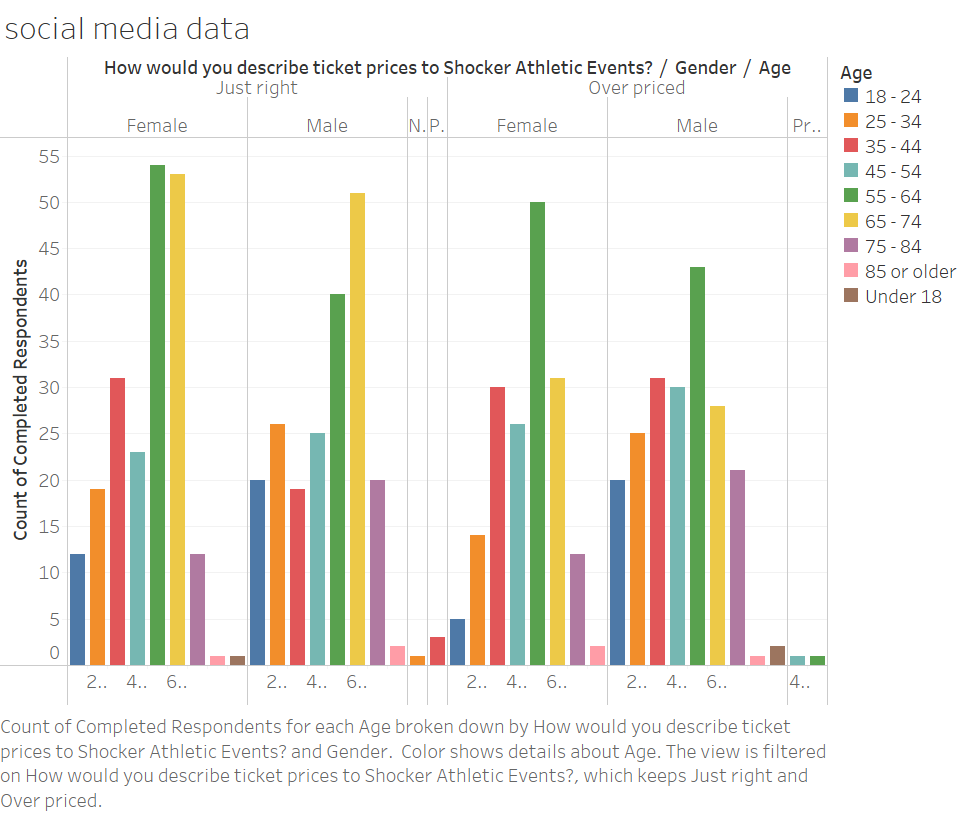 social media data
How would you describe ticket prices to Shocker Athletic Events? / Gender / Age
Just right
Over priced
Female
Male
N.
P.
Female
Male
Pr..
Count of Completed Respondents
55
50
45
40
35
30
25
20
15
10
5
0
2..
4..
6..
2..
4..
6..
2..
4..
6..
2..
4..
6..
4..
Age
18 - 24
25 - 34
35 - 44
45 - 54
55 - 64
65 - 74
75 - 84
85 or older
Under 18
Count of Completed Respondents for each Age broken down by How would you describe ticket
prices to Shocker Athletic Events? and Gender.  Color shows details about Age. The view is filtered
on How would you describe ticket prices to Shocker Athletic Events?, which keeps Just right and
Over priced.